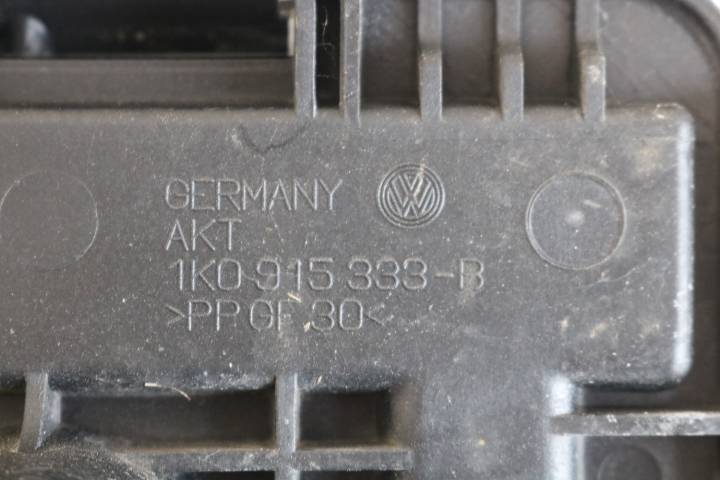 GERMANY
AKT
1K0 915 333-B
>PP GF 30<